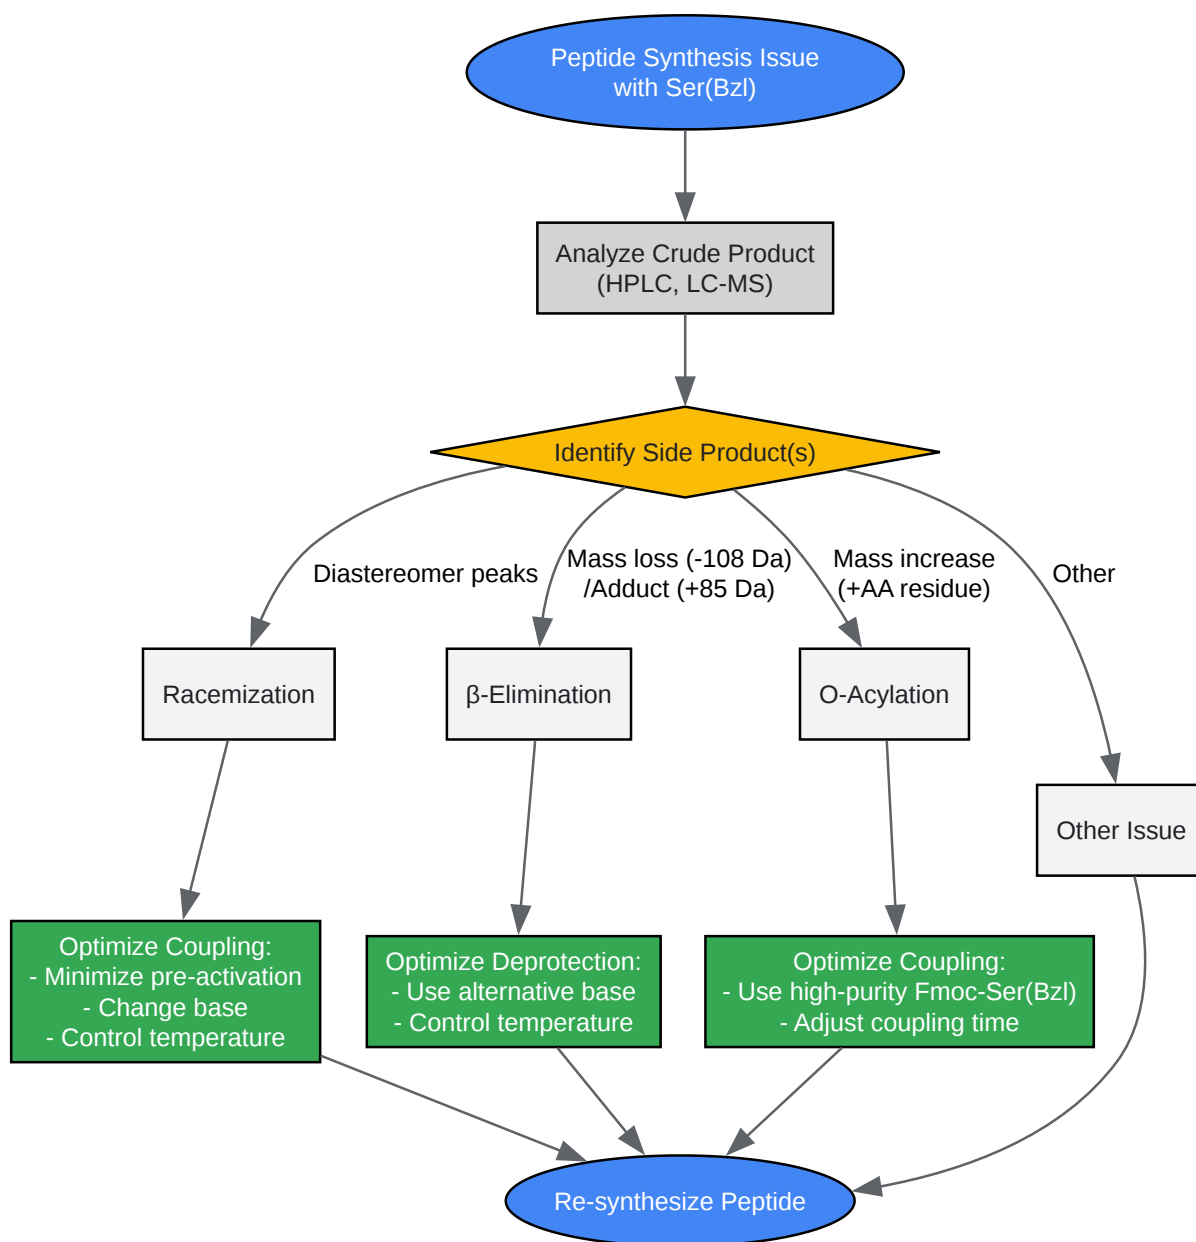 Peptide Synthesis Issue
with Ser(Bzl)
Analyze Crude Product
(HPLC, LC-MS)
Identify Side Product(s)
Diastereomer peaks
Mass loss (-108 Da)
/Adduct (+85 Da)
Mass increase
(+AA residue)
Other
Racemization
β-Elimination
O-Acylation
Other Issue
Optimize Coupling:
- Minimize pre-activation
- Change base
- Control temperature
Optimize Deprotection:
- Use alternative base
- Control temperature
Optimize Coupling:
- Use high-purity Fmoc-Ser(Bzl)
- Adjust coupling time
Re-synthesize Peptide